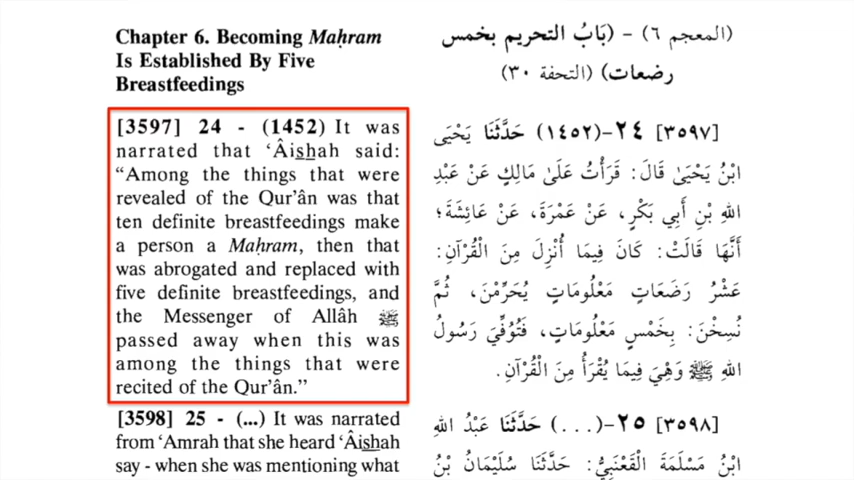 Chapter 6. Becoming Maḥram
Is Established By Five
Breastfeedings
[3597] 24 - (1452) It was
narrated that ‘Âishah said:
“Among the things that were
revealed of the Qur’ân was that
ten definite breastfeedings make
a person a Maḥram, then that
was abrogated and replaced with
five definite breastfeedings, and
the Messenger of Allâh ﷺ
passed away when this was
among the things that were
recited of the Qur’ân.”
[3598] 25 - (...) It was narrated
from ‘Amrah that she heard ‘Âishah
say - when she was mentioning what
(المعجم ٦) - (بَابُ التحريم بخمس
رضعات) (التحفة ٣٠)
[٣٥٩٧] ٢٤-(١٤٥٢) حَدَّثَنَا يَحْيَى
ابْنُ يَحْيَىٰ قَالَ: قَرَأْتُ عَلَىٰ مَالِكٍ عَنْ عَبْدِ
اللهِ بْنِ أَبِي بَكْرٍ، عَنْ عَمْرَةَ، عَنْ عَائِشَةَ؛
أَنَّهَا قَالَتْ: كَانَ فِيمَا أُنْزِلَ مِنَ الْقُرْآنِ:
عَشْرُ رَضَعَاتٍ مَعْلُومَاتٍ يُحَرِّمْنَ، ثُمَّ
نُسِخْنَ: بِخَمْسٍ مَعْلُومَاتٍ، فَتُوُفِّيَ رَسُولُ
اللهِ ﷺ وَهْيَ فِيمَا يُقْرَأُ مِنَ الْقُرْآنِ.
[٣٥٩٨] ٢٥-(...) حَدَّثَنَا عَبْدُ اللهِ
ابْنُ مَسْلَمَةَ الْقَعْنَبِيُّ: حَدَّثَنَا سُلَيْمَانُ بْنُ